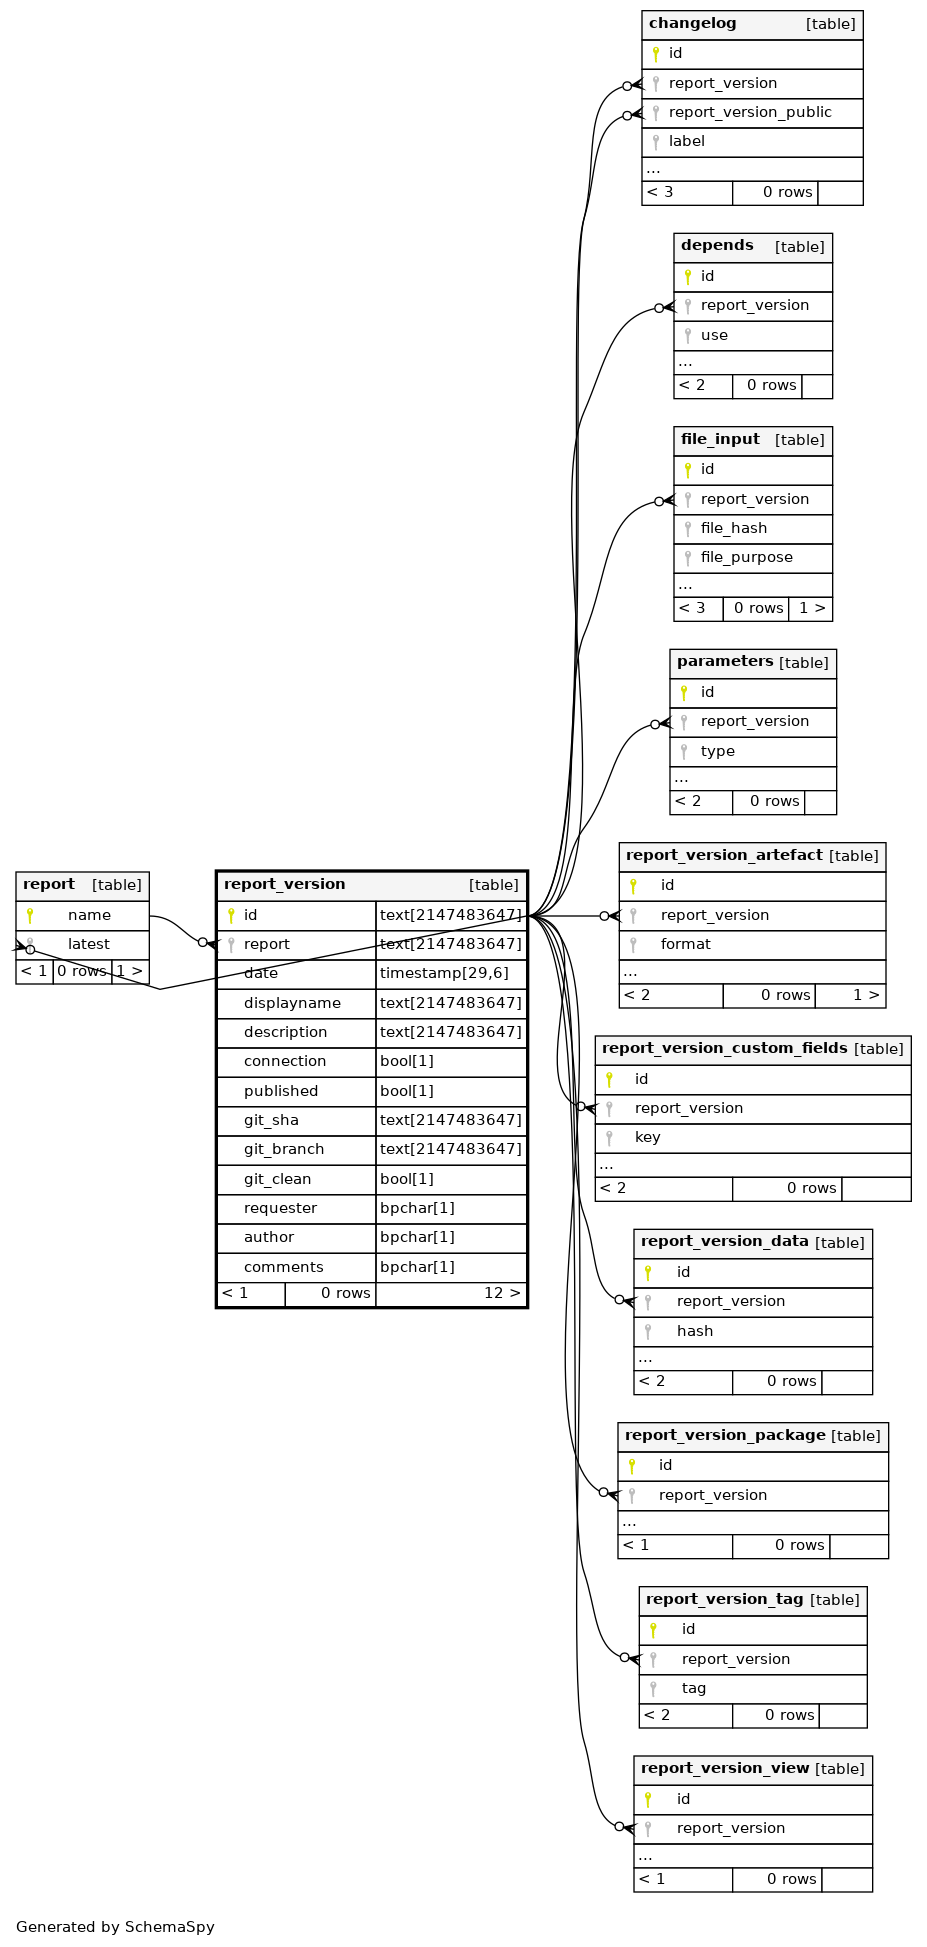 changelog [table]
id
report_version
report_version_public
label
...
< 3 0 rows
depends [table]
id
report_version
use
...
< 2 0 rows
file_input [table]
id
report_version
file_hash
file_purpose
...
< 3 0 rows 1 >
parameters [table]
id
report_version
type
...
< 2 0 rows
report [table]
name
latest
< 1 0 rows 1 >
report_version [table]
id text[2147483647]
report text[2147483647]
date timestamp[29,6]
displayname text[2147483647]
description text[2147483647]
connection bool[1]
published bool[1]
git_sha text[2147483647]
git_branch text[2147483647]
git_clean bool[1]
requester bpchar[1]
author bpchar[1]
comments bpchar[1]
< 1 0 rows 12 >
report_version_artefact [table]
id
report_version
format
...
< 2 0 rows 1 >
report_version_custom_fields [table]
id
report_version
key
...
< 2 0 rows
report_version_data [table]
id
report_version
hash
...
< 2 0 rows
report_version_package [table]
id
report_version
...
< 1 0 rows
report_version_tag [table]
id
report_version
tag
< 2 0 rows
report_version_view [table]
id
report_version
...
< 1 0 rows
Generated by SchemaSpy